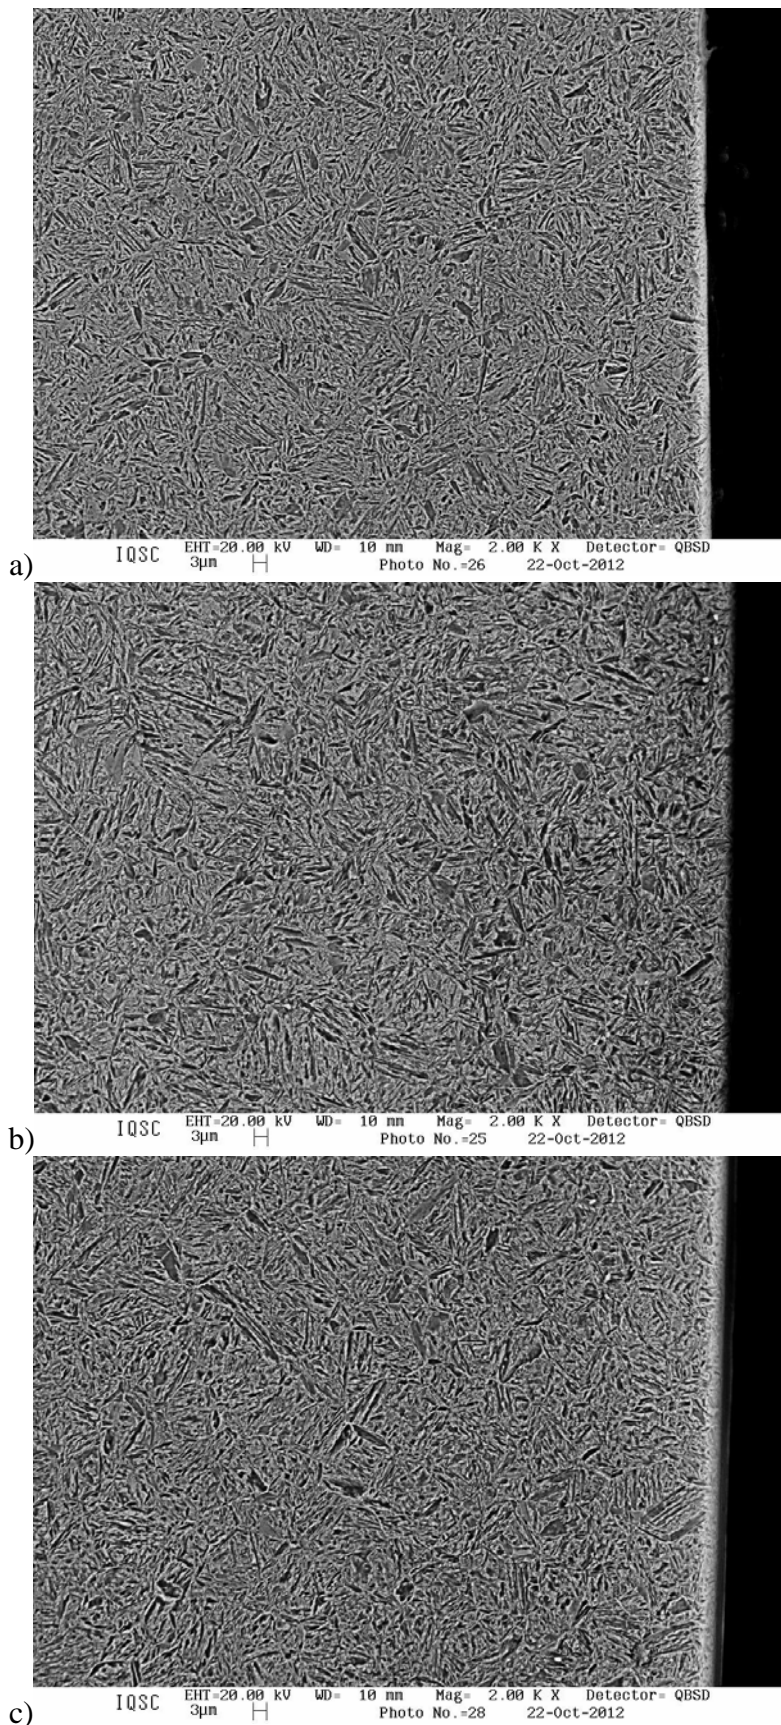 IQSC EHT=20.00 kV WD= 10 mm Mag= 2.00 K X Detector= QBSD
3µm Photo No.=26 22-Oct-2012
a)
IQSC EHT=20.00 kV WD= 10 mm Mag= 2.00 K X Detector= QBSD
3µm Photo No.=25 22-Oct-2012
b)
IQSC EHT=20.00 kV WD= 10 mm Mag= 2.00 K X Detector= QBSD
3µm Photo No.=28 22-Oct-2012
c)